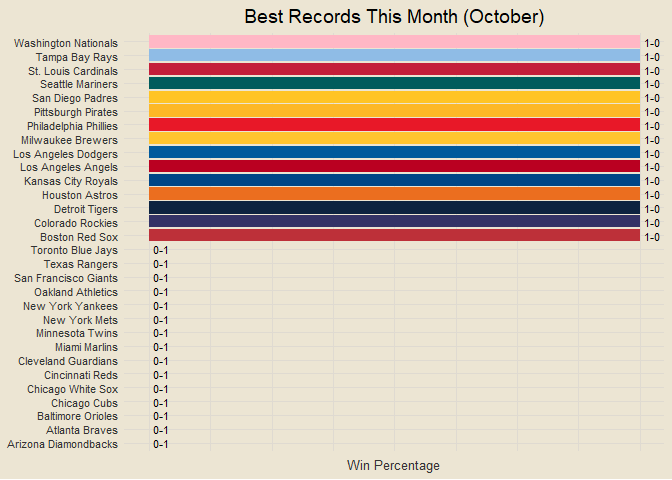 Best Records This Month (October)
Washington Nationals 1-0
Tampa Bay Rays 1-0
St. Louis Cardinals 1-0
Seattle Mariners 1-0
San Diego Padres 1-0
Pittsburgh Pirates 1-0
Philadelphia Phillies 1-0
Milwaukee Brewers 1-0
Los Angeles Dodgers 1-0
Los Angeles Angels 1-0
Kansas City Royals 1-0
Houston Astros 1-0
Detroit Tigers 1-0
Colorado Rockies 1-0
Boston Red Sox 1-0
Toronto Blue Jays 0-1
Texas Rangers 0-1
San Francisco Giants 0-1
Oakland Athletics 0-1
New York Yankees 0-1
New York Mets 0-1
Minnesota Twins 0-1
Miami Marlins 0-1
Cleveland Guardians 0-1
Cincinnati Reds 0-1
Chicago White Sox 0-1
Chicago Cubs 0-1
Baltimore Orioles 0-1
Atlanta Braves 0-1
Arizona Diamondbacks 0-1
Win Percentage